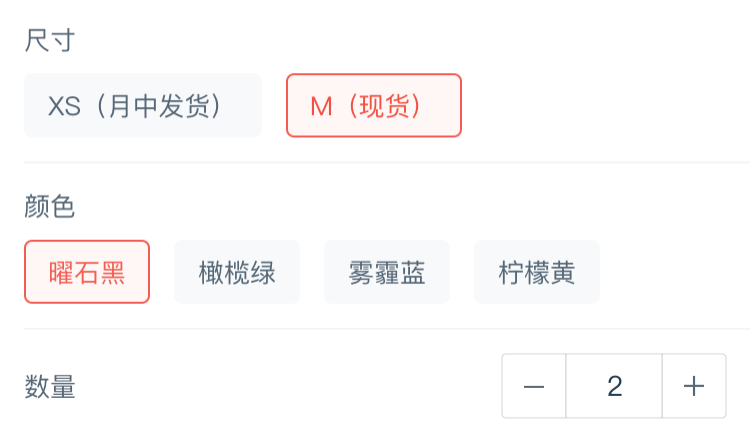 尺寸
XS（月中发货） M（现货）
颜色
曜石黑 橄榄绿 雾霾蓝 柠檬黄
数量 — 2 +